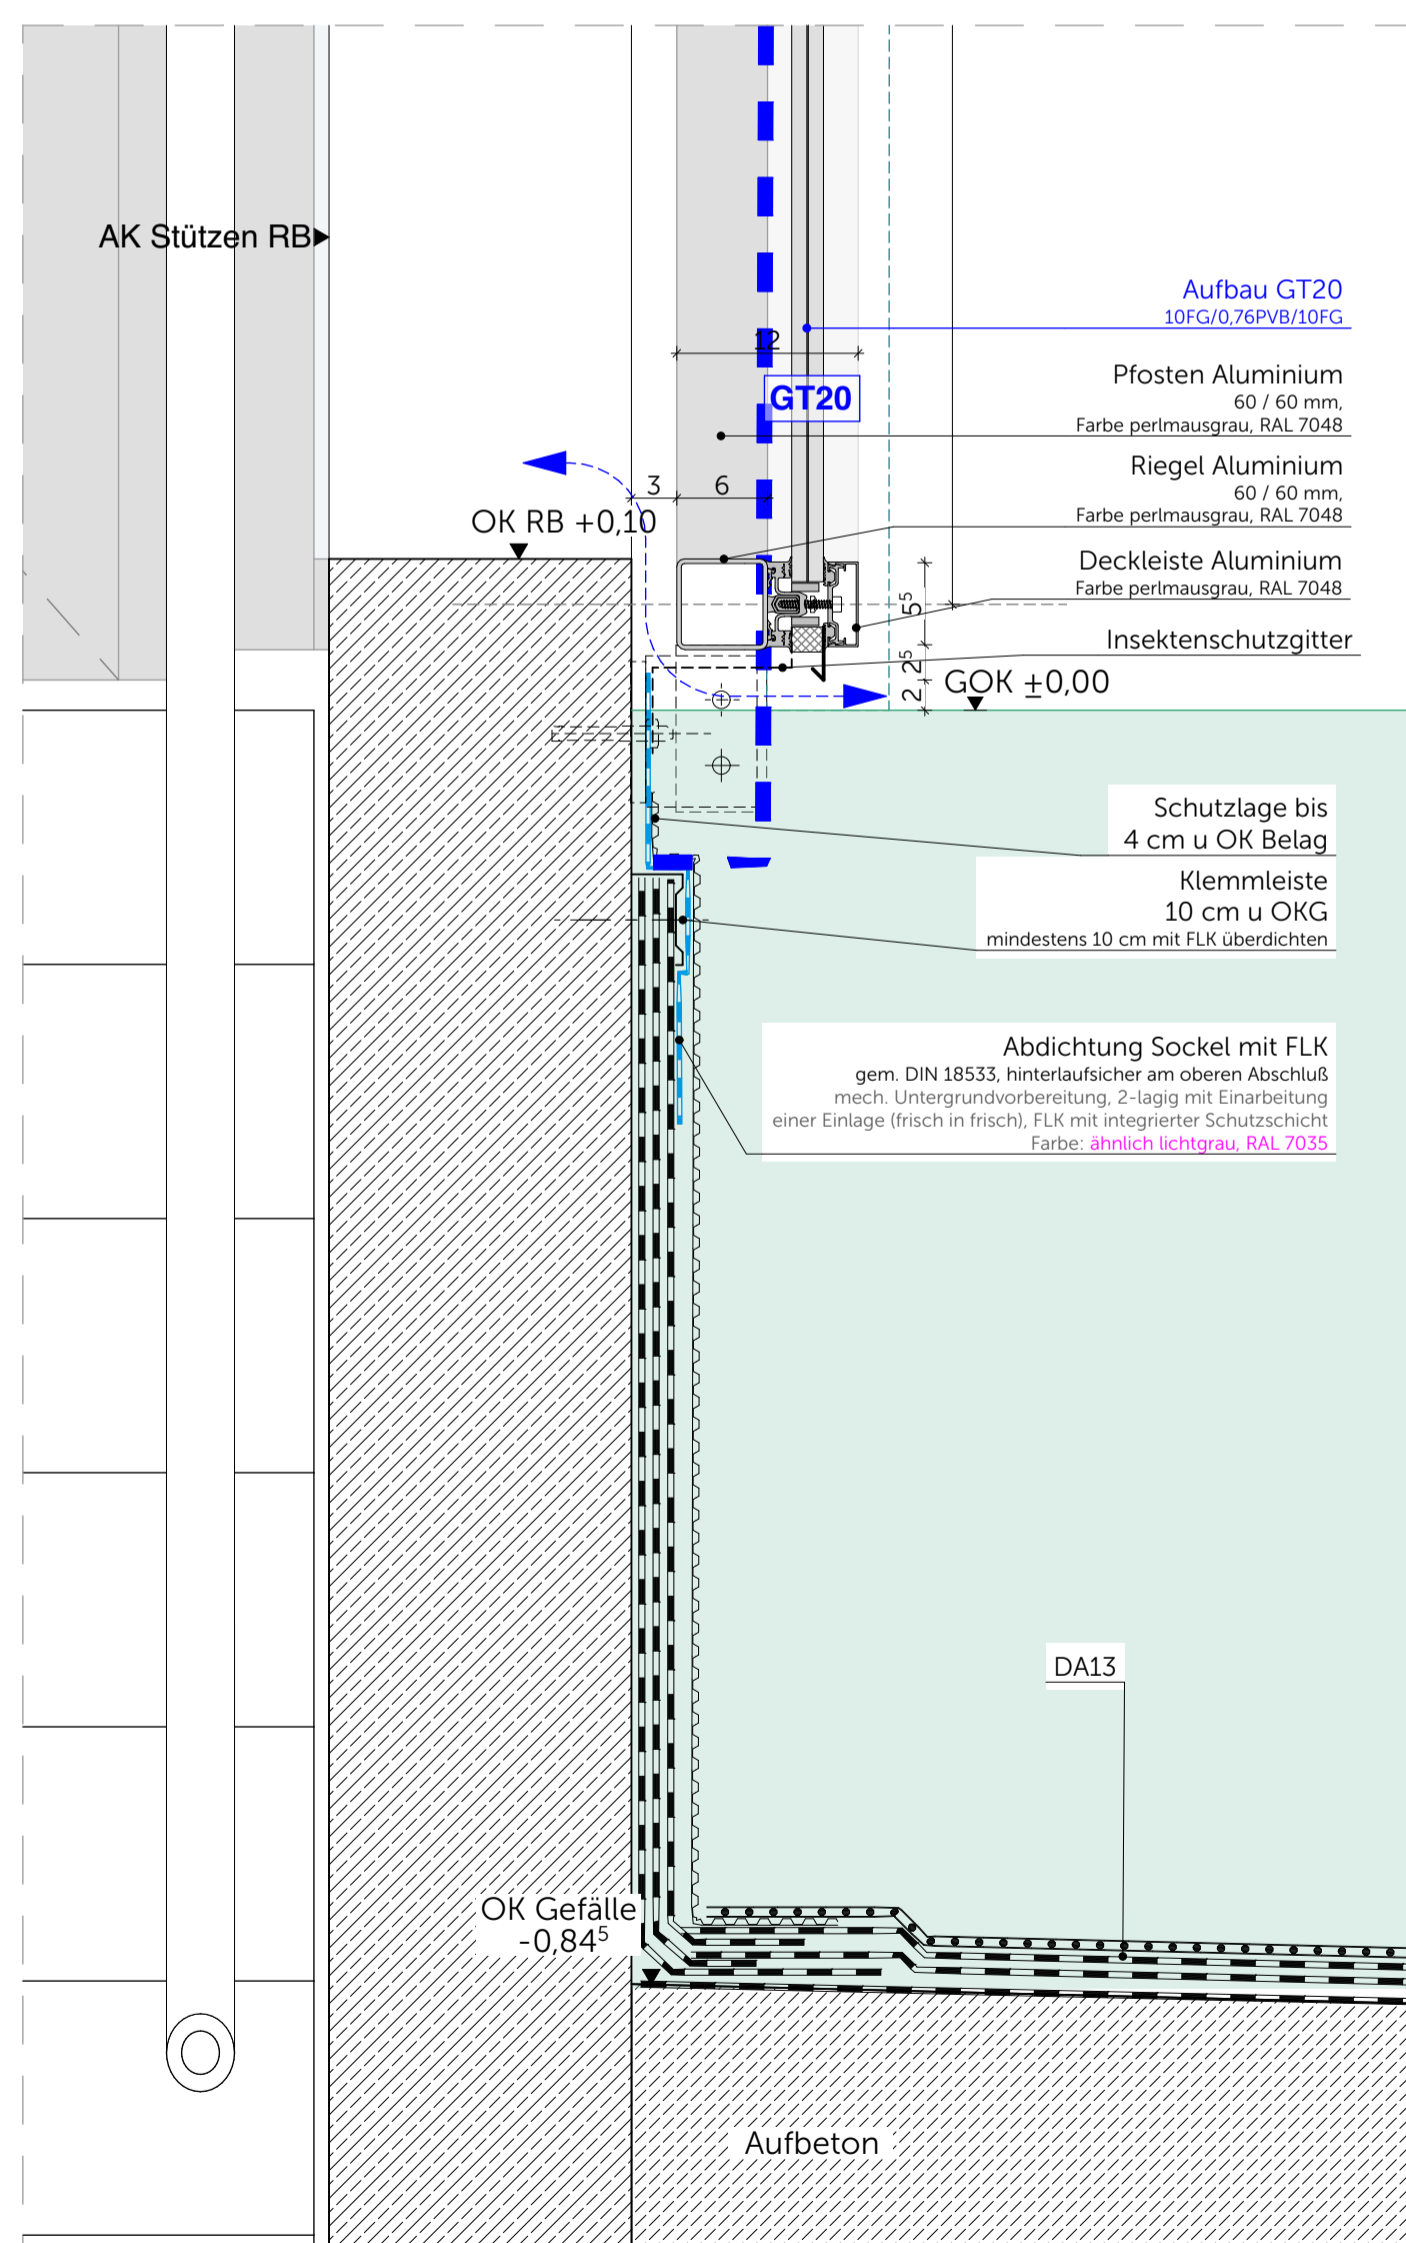 AK Stützen RB
Aufbau GT20
10FG/0,76PVB/10FG
12
GT20
Pfosten Aluminium
60 / 60 mm,
Farbe perlmausgrau, RAL 7048
Riegel Aluminium
60 / 60 mm,
Farbe perlmausgrau, RAL 7048
3
6
OK RB +0,10
Deckleiste Aluminium
Farbe perlmausgrau, RAL 7048
5⁵
Insektenschutzgitter
2⁵
2
GOK ±0,00
Schutzlage bis
4 cm u OK Belag
Klemmleiste
10 cm u OKG
mindestens 10 cm mit FLK überdichten
Abdichtung Sockel mit FLK
gem. DIN 18533, hinterlaufsicher am oberen Abschluß
mech. Untergrundvorbereitung, 2-lagig mit Einarbeitung
einer Einlage (frisch in frisch), FLK mit integrierter Schutzschicht
Farbe: ähnlich lichtgrau, RAL 7035
DA13
OK Gefälle
-0,84⁵
Aufbeton